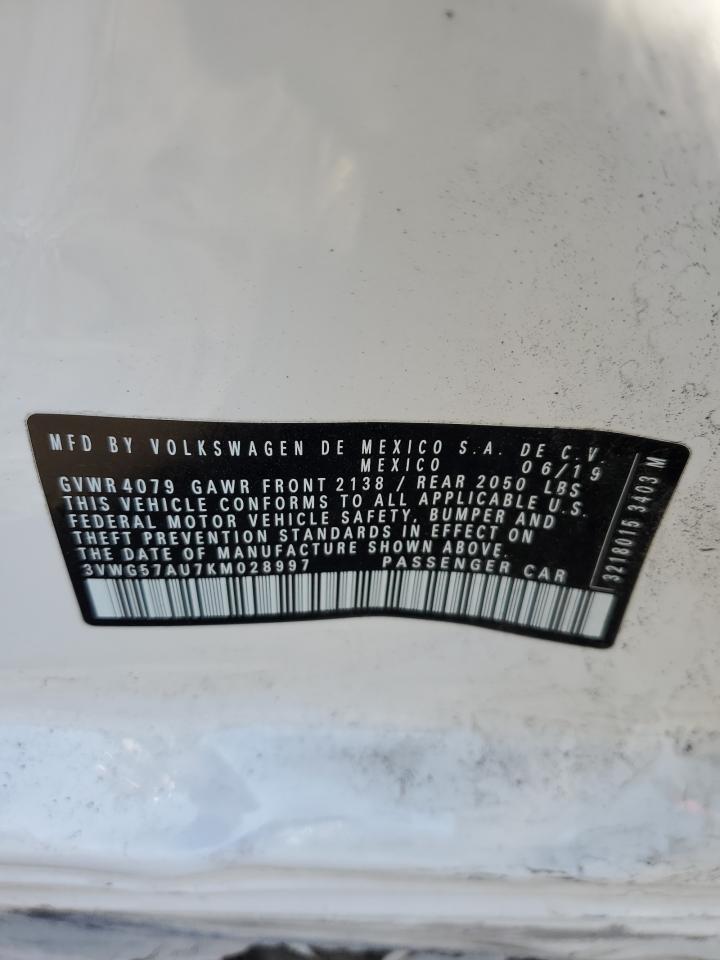 MFD BY VOLKSWAGEN DE MEXICO S.A. DE C.V.
MEXICO 06/19
GVWR 4079 GAWR FRONT 2138 / REAR 2050 LBS
THIS VEHICLE CONFORMS TO ALL APPLICABLE U.S.
FEDERAL MOTOR VEHICLE SAFETY, BUMPER AND
THEFT PREVENTION STANDARDS IN EFFECT ON
THE DATE OF MANUFACTURE SHOWN ABOVE.
3VWG57AU7KM028997 PASSENGER CAR
3218015 3403 M